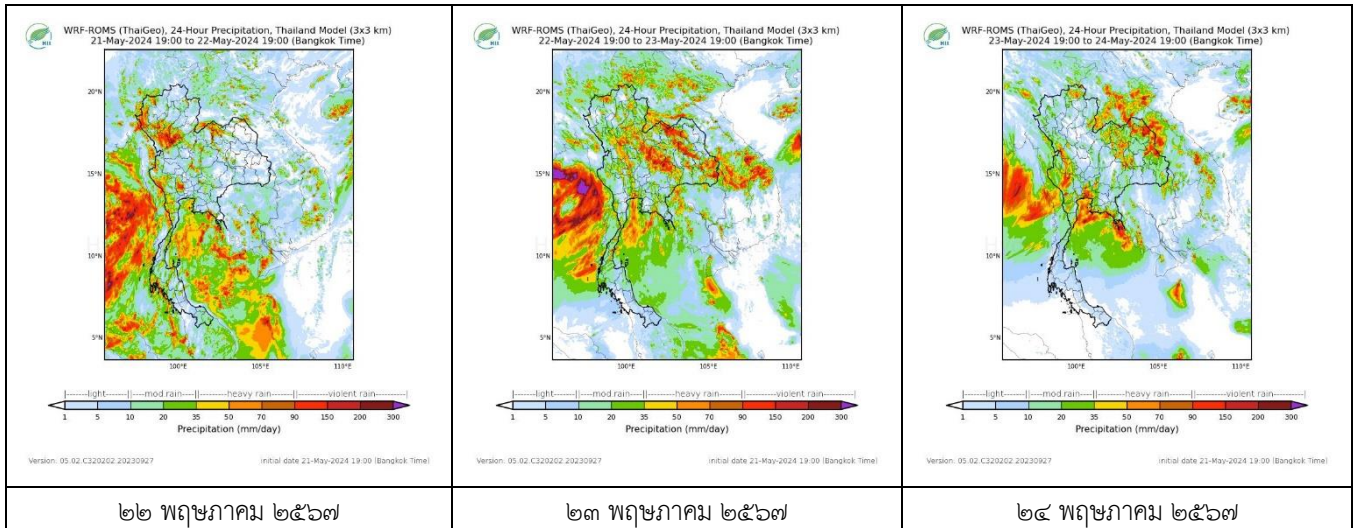 WRF-ROMS (ThaiGeo), 24-Hour Precipitation, Thailand Model (3x3 km)
21-May-2024 19:00 to 22-May-2024 19:00 (Bangkok Time)
20°N
15°N
10°N
5°N
100°E 105°E 110°E
light mod.rain heavy rain violent rain
1 5 10 20 35 50 70 90 150 200 300
Precipitation (mm/day)
Version: 05.02.C320202.20230927 initial date 21-May-2024 19:00 (Bangkok Time)
๒๒ พฤษภาคม ๒๕๖๗
WRF-ROMS (ThaiGeo), 24-Hour Precipitation, Thailand Model (3x3 km)
22-May-2024 19:00 to 23-May-2024 19:00 (Bangkok Time)
20°N
15°N
10°N
5°N
100°E 105°E 110°E
light mod.rain heavy rain violent rain
1 5 10 20 35 50 70 90 150 200 300
Precipitation (mm/day)
Version: 05.02.C320202.20230927 initial date 21-May-2024 19:00 (Bangkok Time)
๒๓ พฤษภาคม ๒๕๖๗
WRF-ROMS (ThaiGeo), 24-Hour Precipitation, Thailand Model (3x3 km)
23-May-2024 19:00 to 24-May-2024 19:00 (Bangkok Time)
20°N
15°N
10°N
5°N
100°E 105°E 110°E
light mod.rain heavy rain violent rain
1 5 10 20 35 50 70 90 150 200 300
Precipitation (mm/day)
Version: 05.02.C320202.20230927 initial date 21-May-2024 19:00 (Bangkok Time)
๒๔ พฤษภาคม ๒๕๖๗